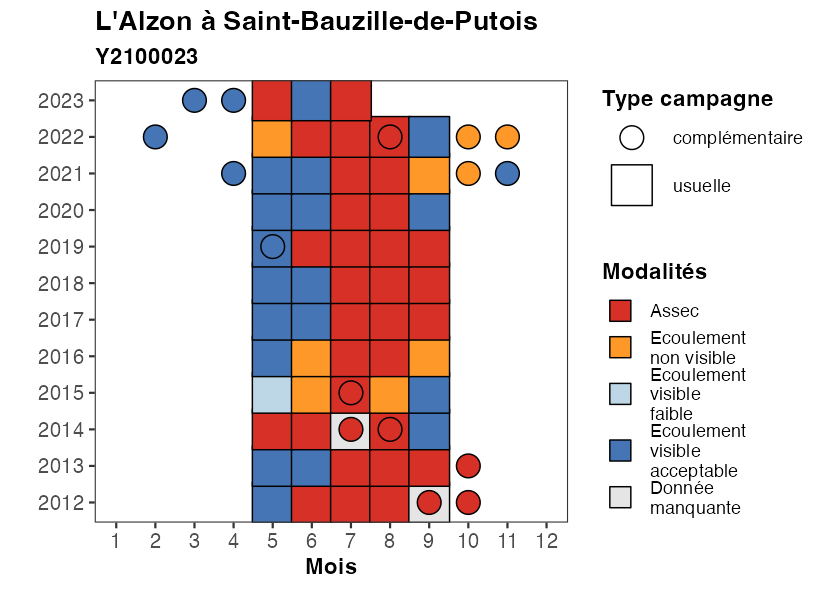 L'Alzon à Saint-Bauzille-de-Putois
Y2100023
2023
2022
2021
2020
2019
2018
2017
2016
2015
2014
2013
2012
1 2 3 4 5 6 7 8 9 10 11 12
Mois
Type campagne
complémentaire
usuelle
Modalités
Assec
Ecoulement
non visible
Ecoulement
visible
faible
Ecoulement
visible
acceptable
Donnée
manquante